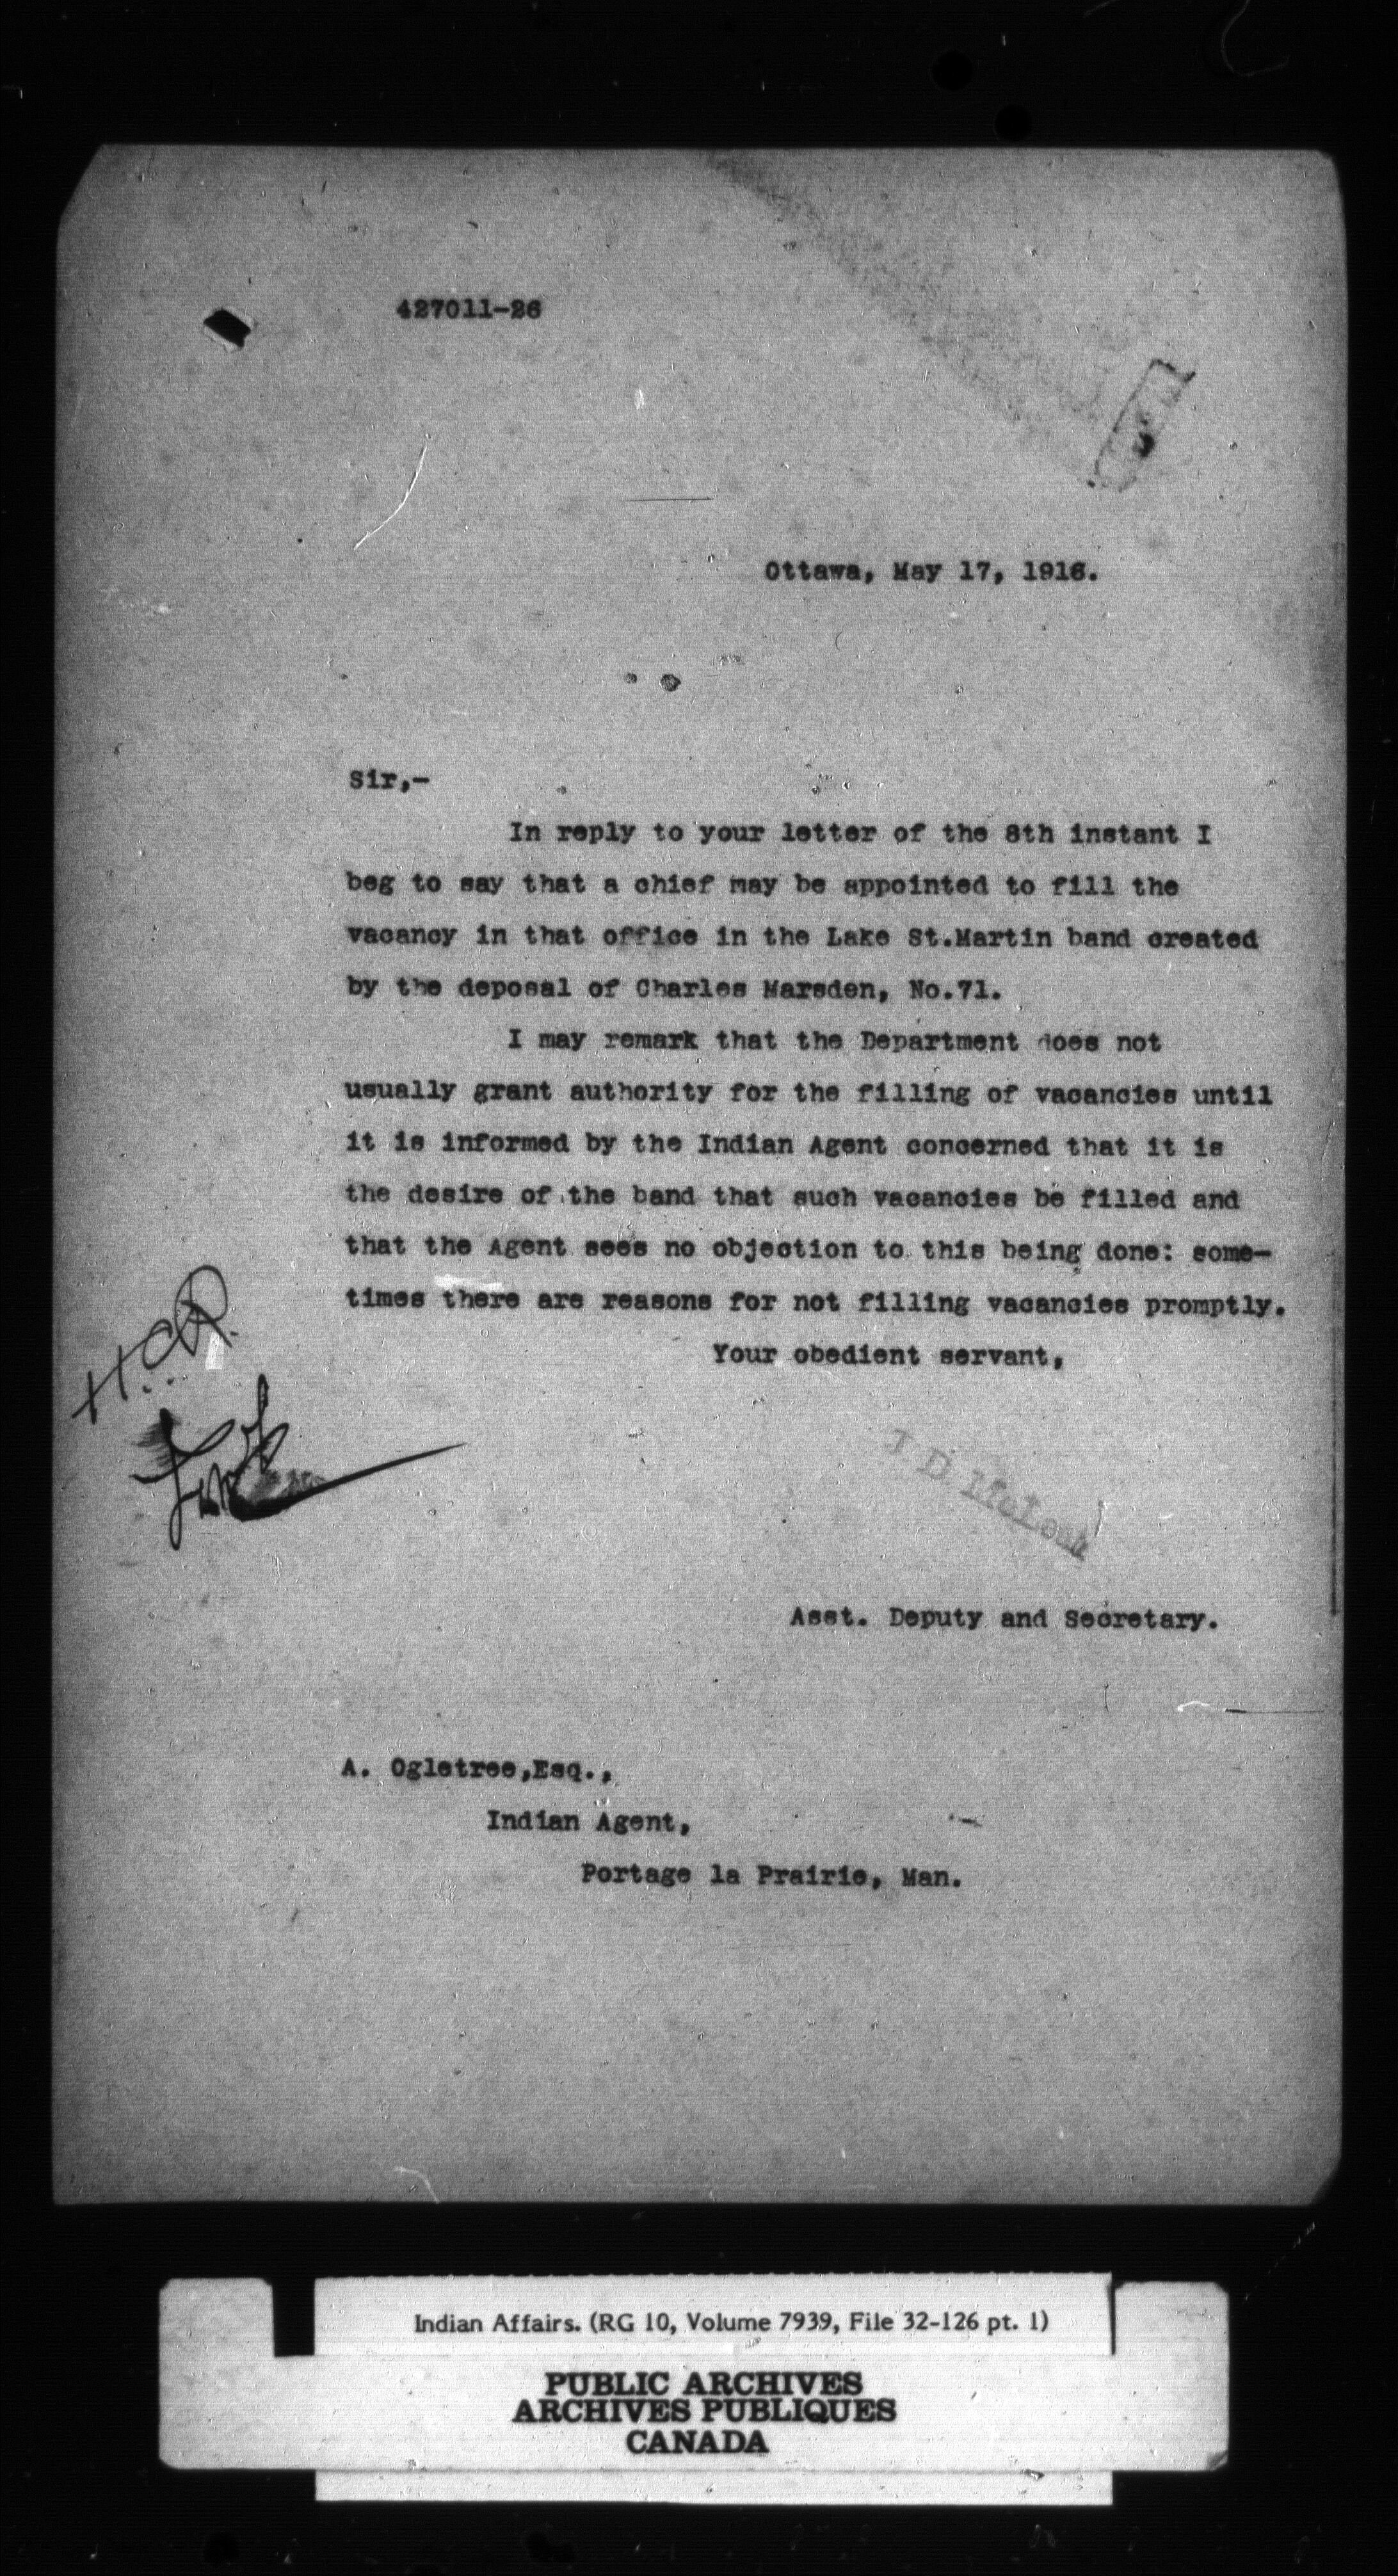 427011-26
Ottawa, May 17, 1916.
Sir,-
In reply to your letter of the 8th instant I
beg to say that a chief may be appointed to fill the
vacancy in that office in the Lake St.Martin band created
by the deposal of Charles Marsden, No.71.
I may remark that the Department does not
usually grant authority for the filling of vacancies until
it is informed by the Indian Agent concerned that it is
the desire of the band that such vacancies be filled and
that the Agent sees no objection to this being done: some-
times there are reasons for not filling vacancies promptly.
Your obedient servant,
J. D. McLean
Asst. Deputy and Secretary.
A. Ogletree,Esq.,
Indian Agent,
Portage la Prairie, Man.
Indian Affairs. (RG 10, Volume 7939, File 32-126 pt. 1)
PUBLIC ARCHIVES
ARCHIVES PUBLIQUES
CANADA